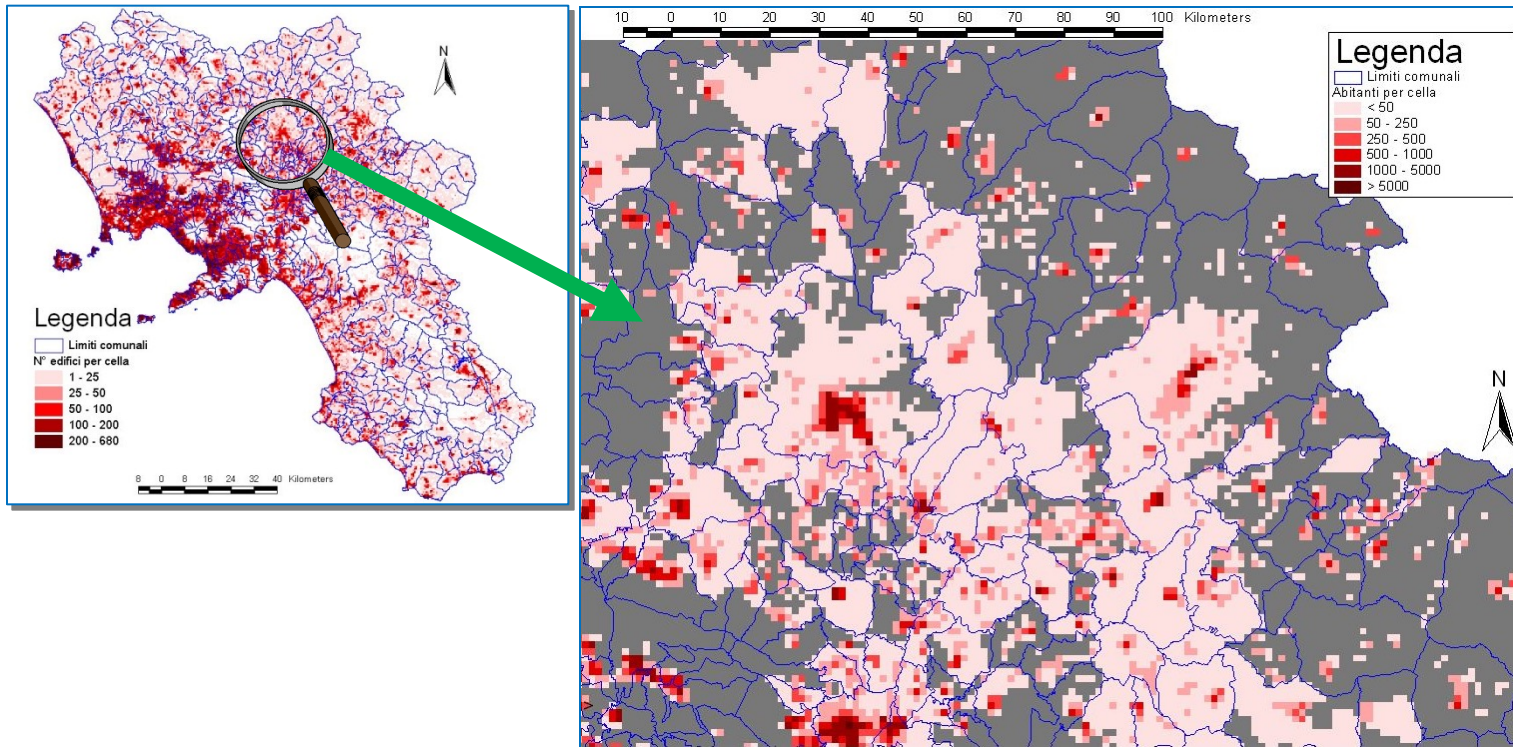 N
Legenda
Limiti comunali
N° edifici per cella
1 - 25
25 - 50
50 - 100
100 - 200
200 - 680
8 0 8 16 24 32 40 Kilometers
10 0 10 20 30 40 50 60 70 80 90 100 Kilometers
Legenda
Limiti comunali
Abitanti per cella
< 50
50 - 250
250 - 500
500 - 1000
1000 - 5000
> 5000
N